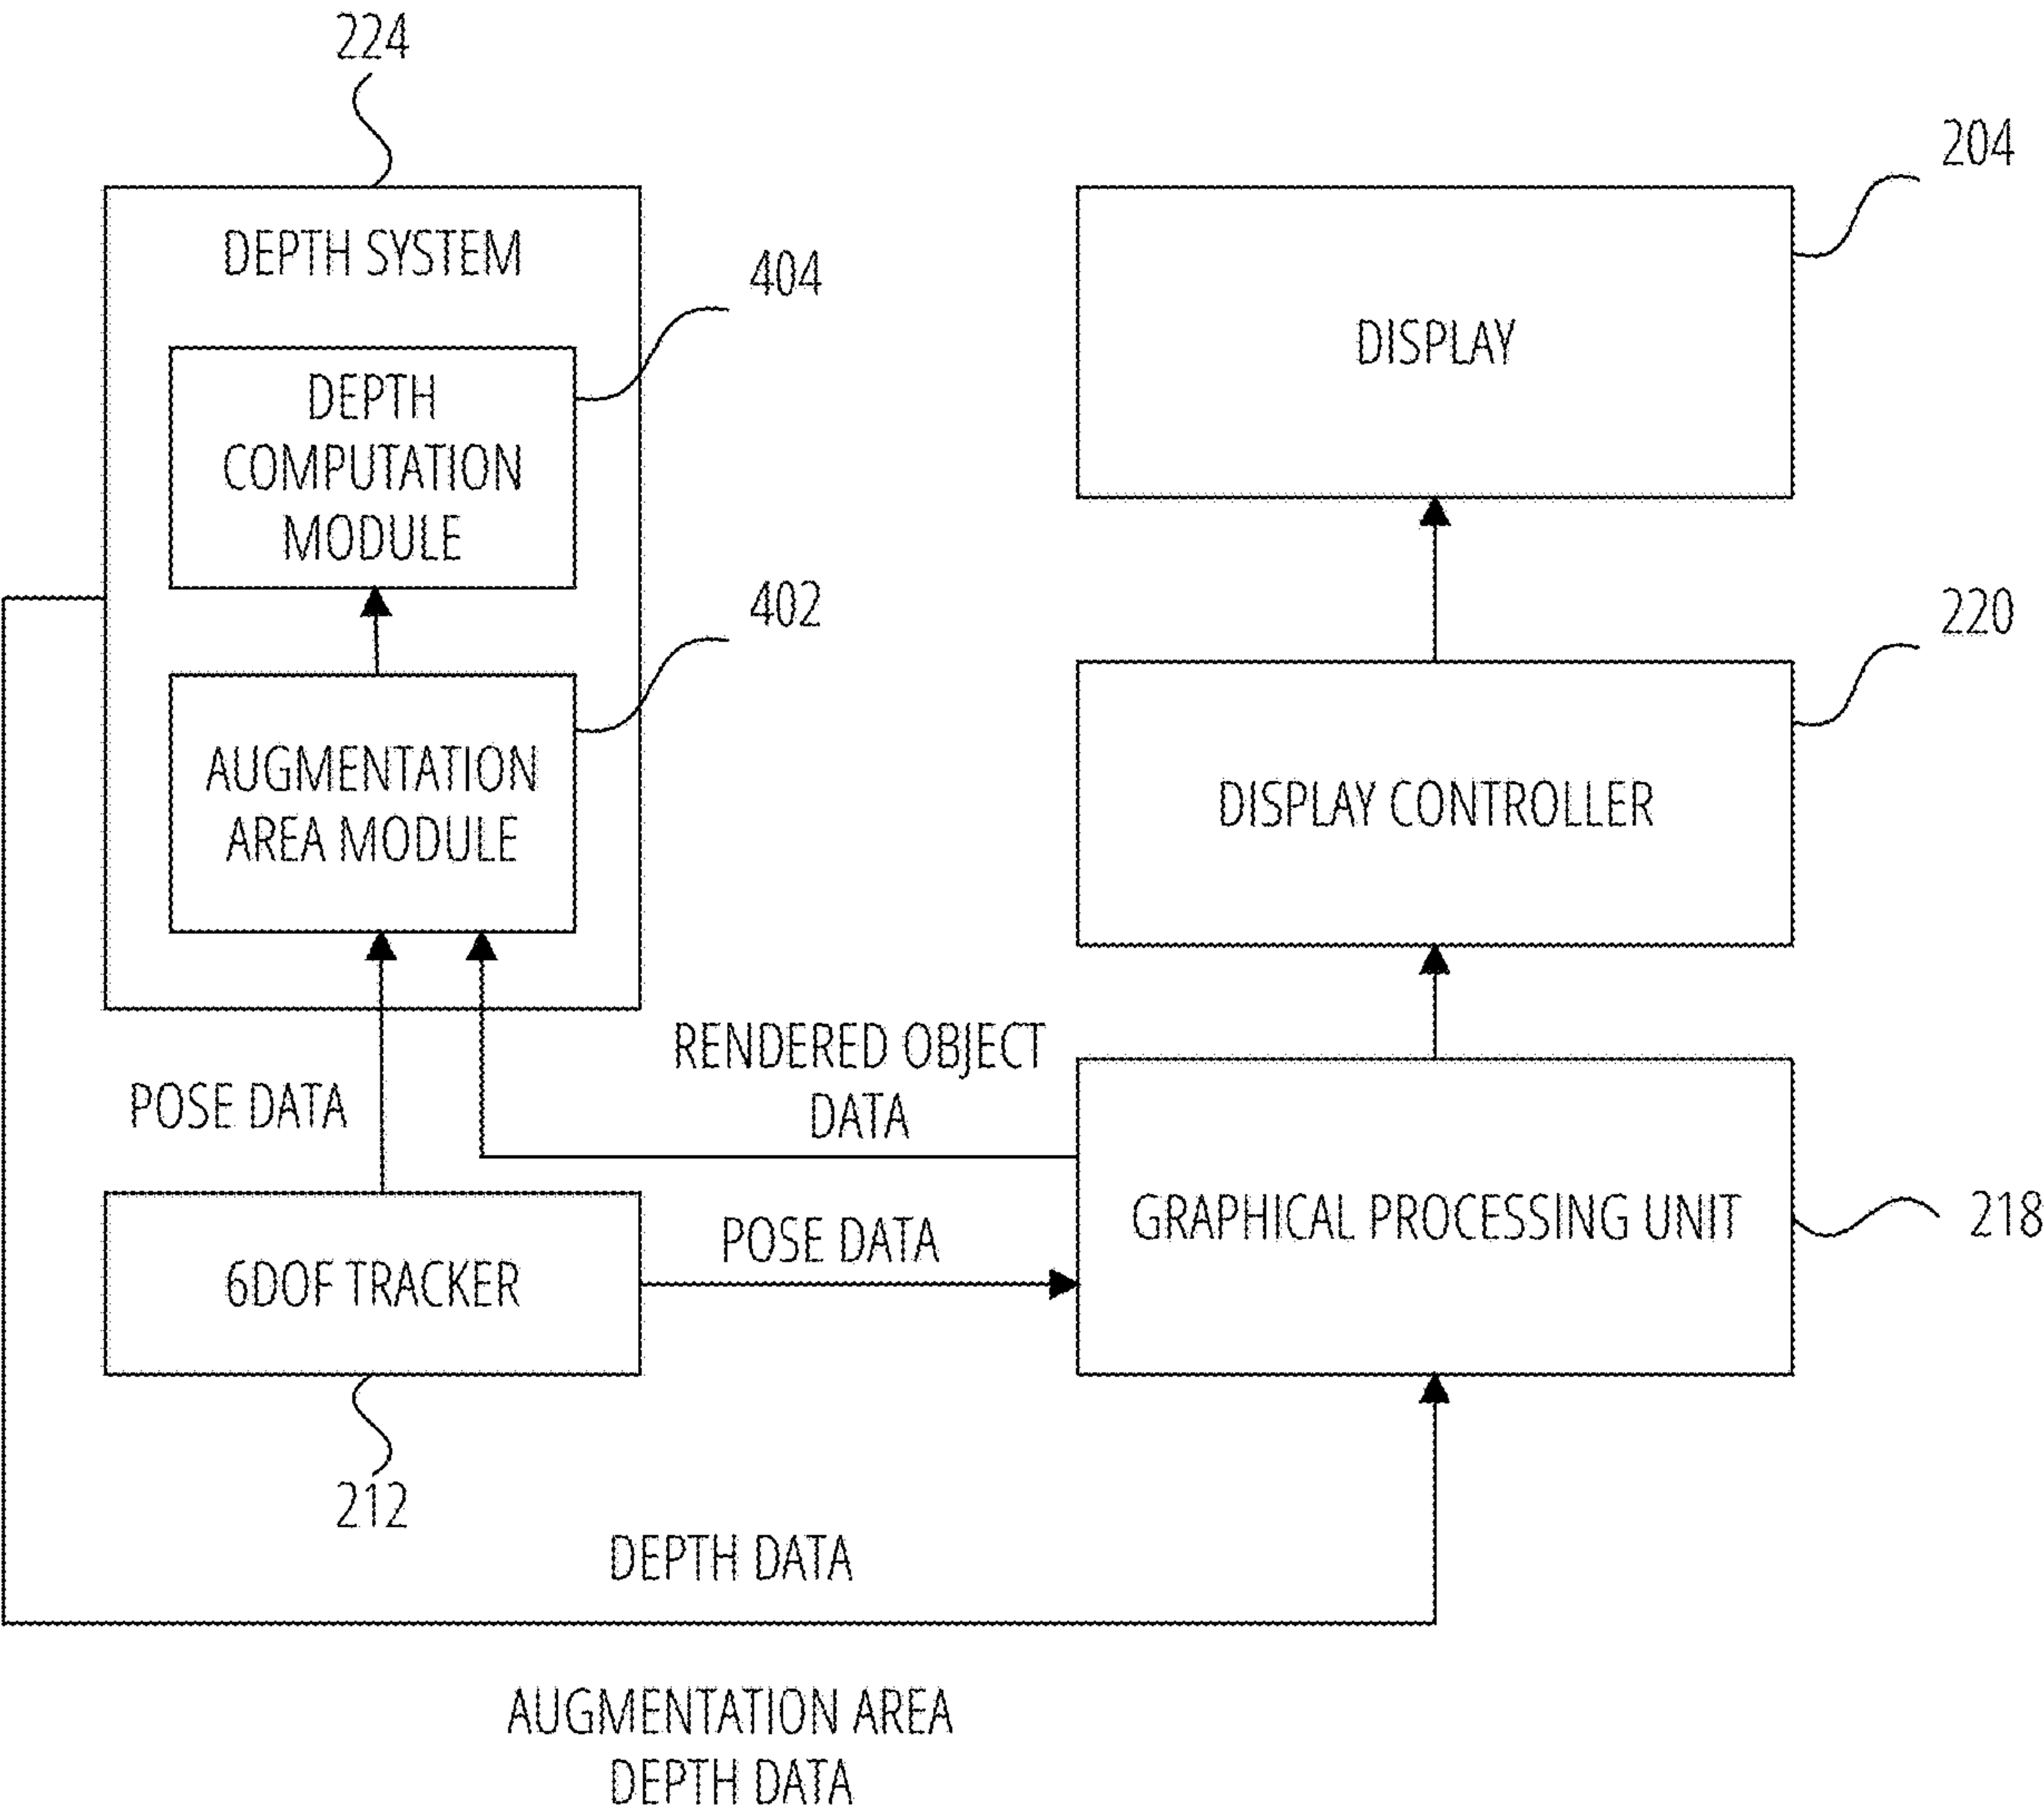 224
204
DEPTH SYSTEM
404
DISPLAY
DEPTH
COMPUTATION
MODULE
402
220
AUGMENTATION
AREA MODULE
DISPLAY CONTROLLER
RENDERED OBJECT
DATA
POSE DATA
GRAPHICAL PROCESSING UNIT
218
POSE DATA
6DOF TRACKER
212
DEPTH DATA
AUGMENTATION AREA
DEPTH DATA